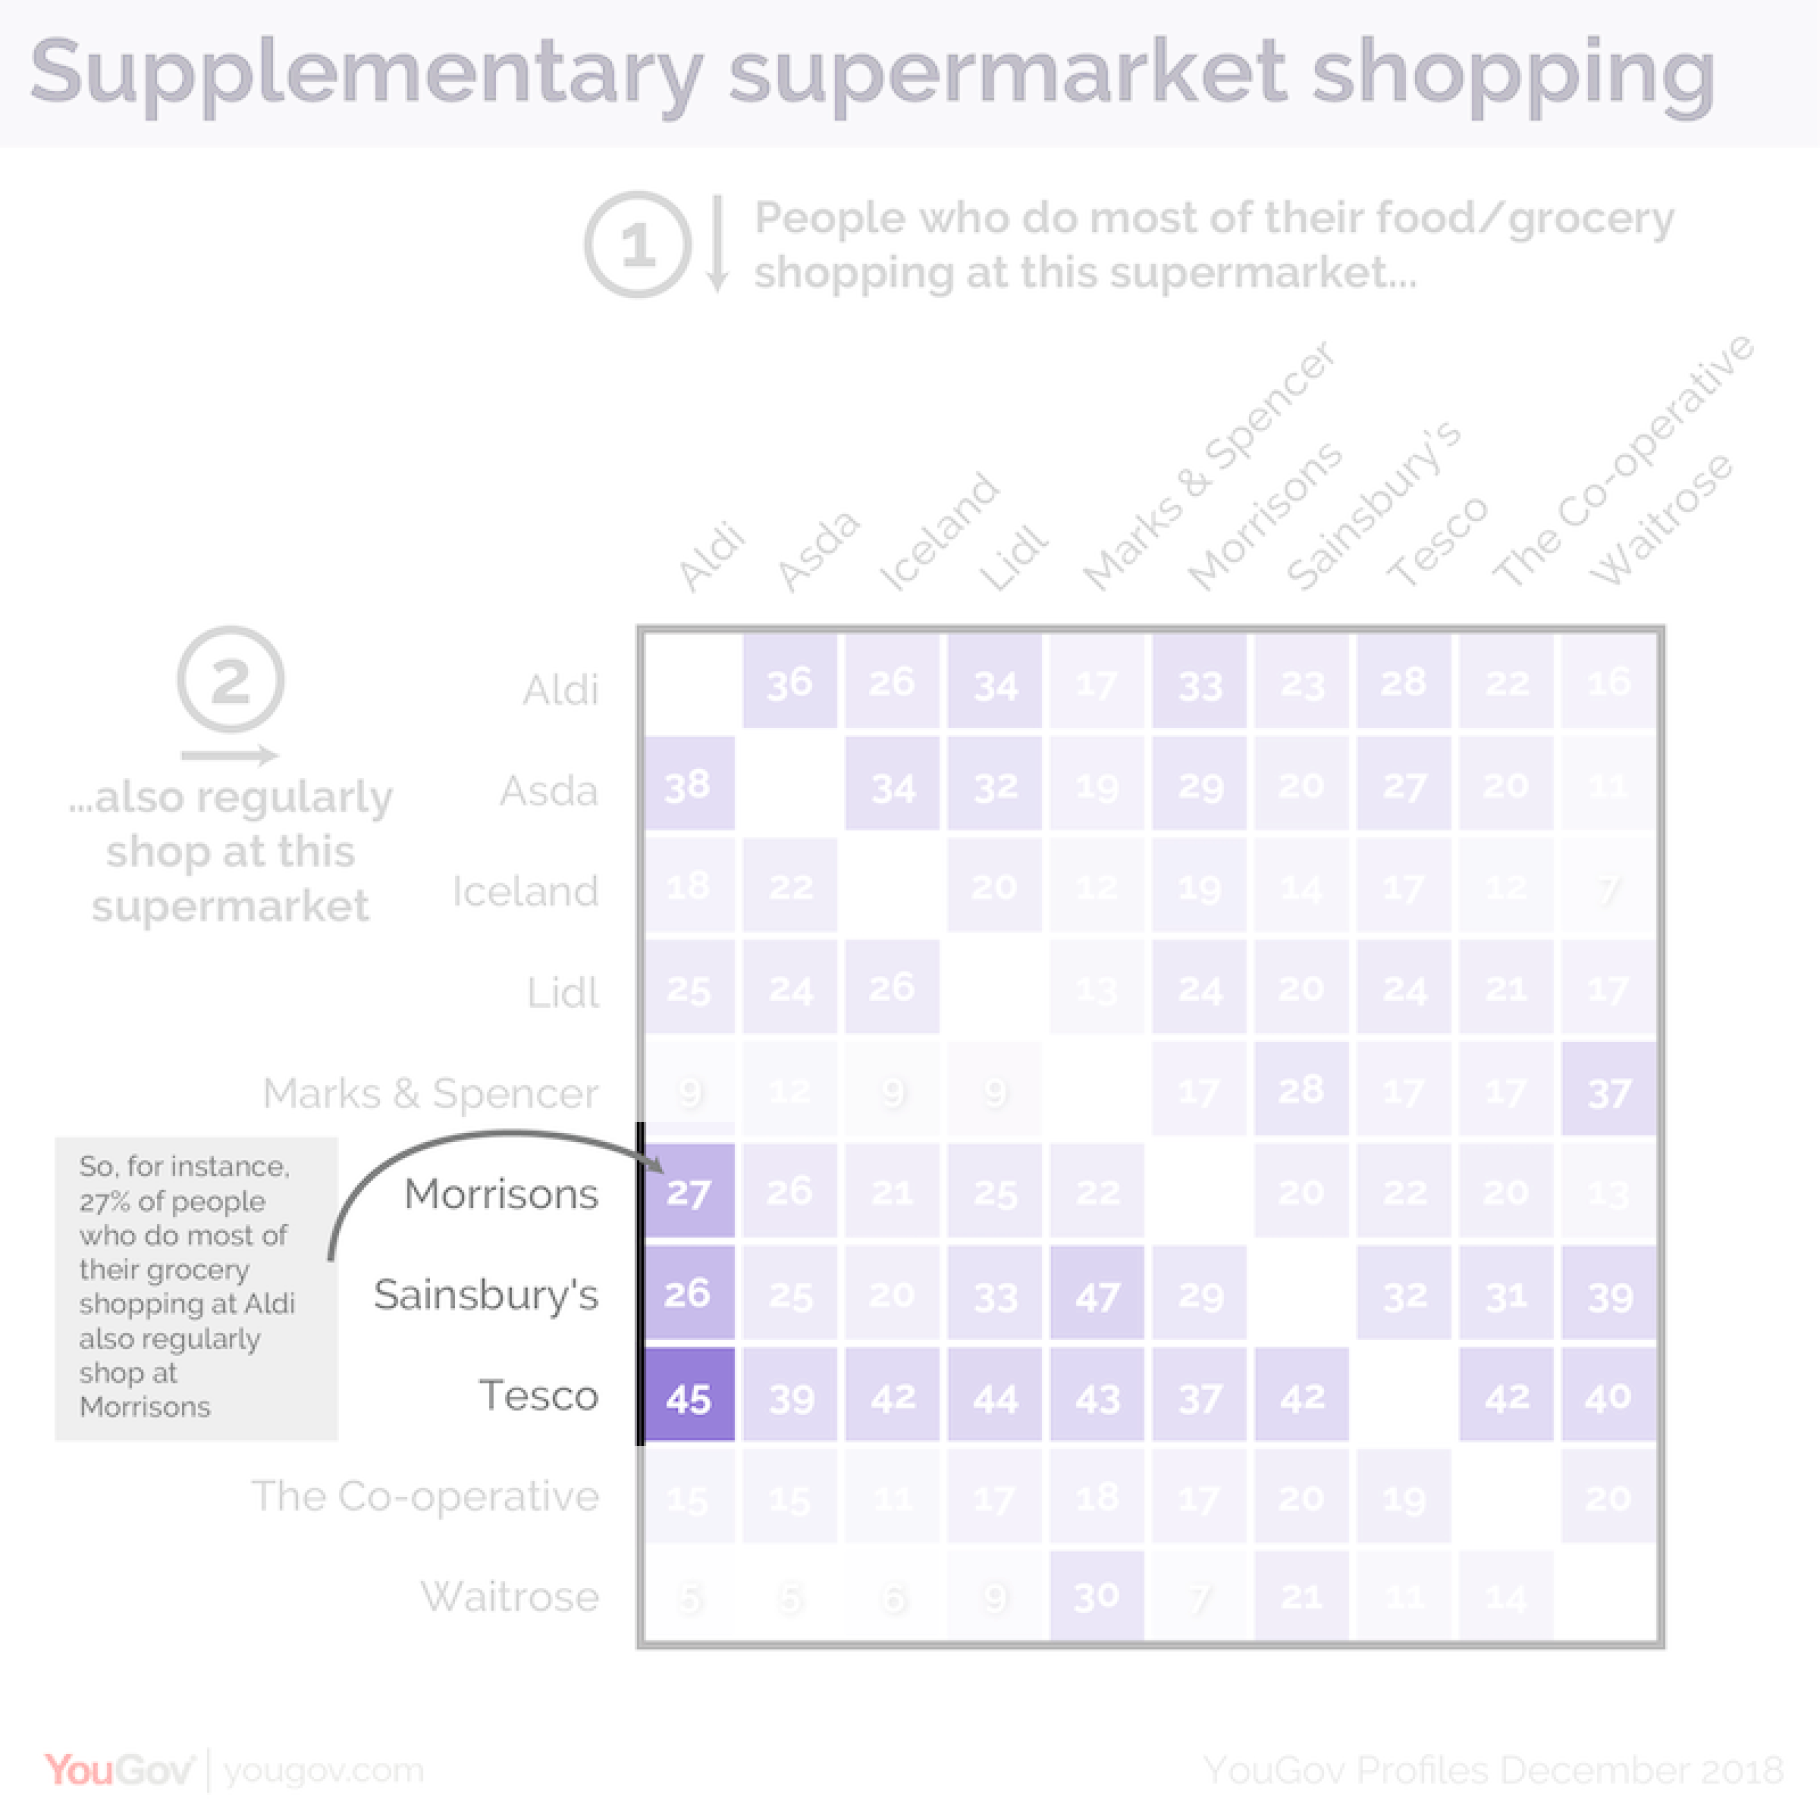 Supplementary supermarket shopping
1
People who do most of their food/grocery
shopping at this supermarket...
Aldi
Asda
Iceland
Lidl
Marks & Spencer
Morrisons
Sainsbury's
Tesco
The Co-operative
Waitrose
2
...also regularly
shop at this
supermarket
Aldi 36 26 34 17 33 23 28 22 16
Asda 38 34 32 19 29 20 27 20 11
Iceland 18 22 20 12 19 14 17 12 7
Lidl 25 24 26 13 24 20 24 21 17
Marks & Spencer 9 12 9 9 17 28 17 17 37
Morrisons 27 26 21 25 22 20 22 20 13
Sainsbury's 26 25 20 33 47 29 32 31 39
Tesco 45 39 42 44 43 37 42 42 40
The Co-operative 15 15 11 17 18 17 20 19 20
Waitrose 5 5 6 9 30 7 21 11 14
So, for instance,
27% of people
who do most of
their grocery
shopping at Aldi
also regularly
shop at
Morrisons
YouGov | yougov.com
YouGov Profiles December 2018